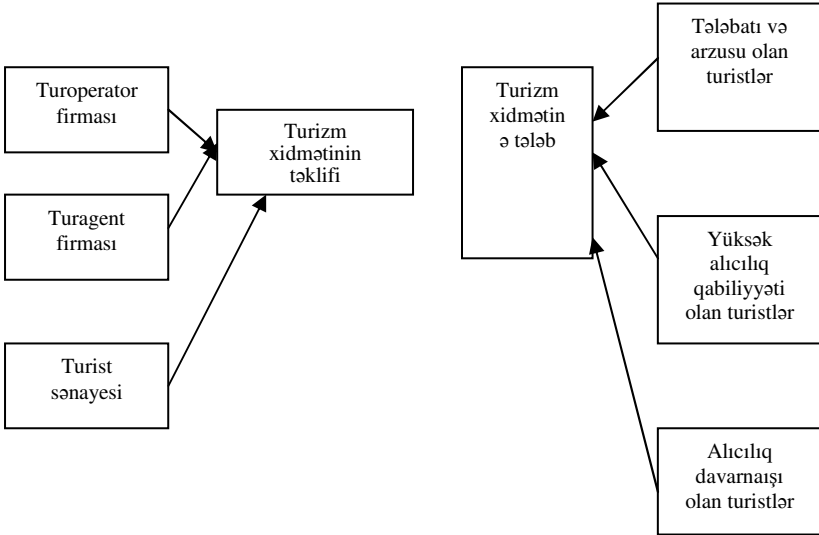 Turoperator
firması
Turagent
firması
Turist
sənayesi
Turizm
xidmətinin
təklifi
Turizm
xidmətin
ə tələb
Tələbatı və
arzusu olan
turistlər
Yüksək
alıcılıq
qabiliyyəti
olan turistlər
Alıcılıq
davarnaışı
olan turistlər